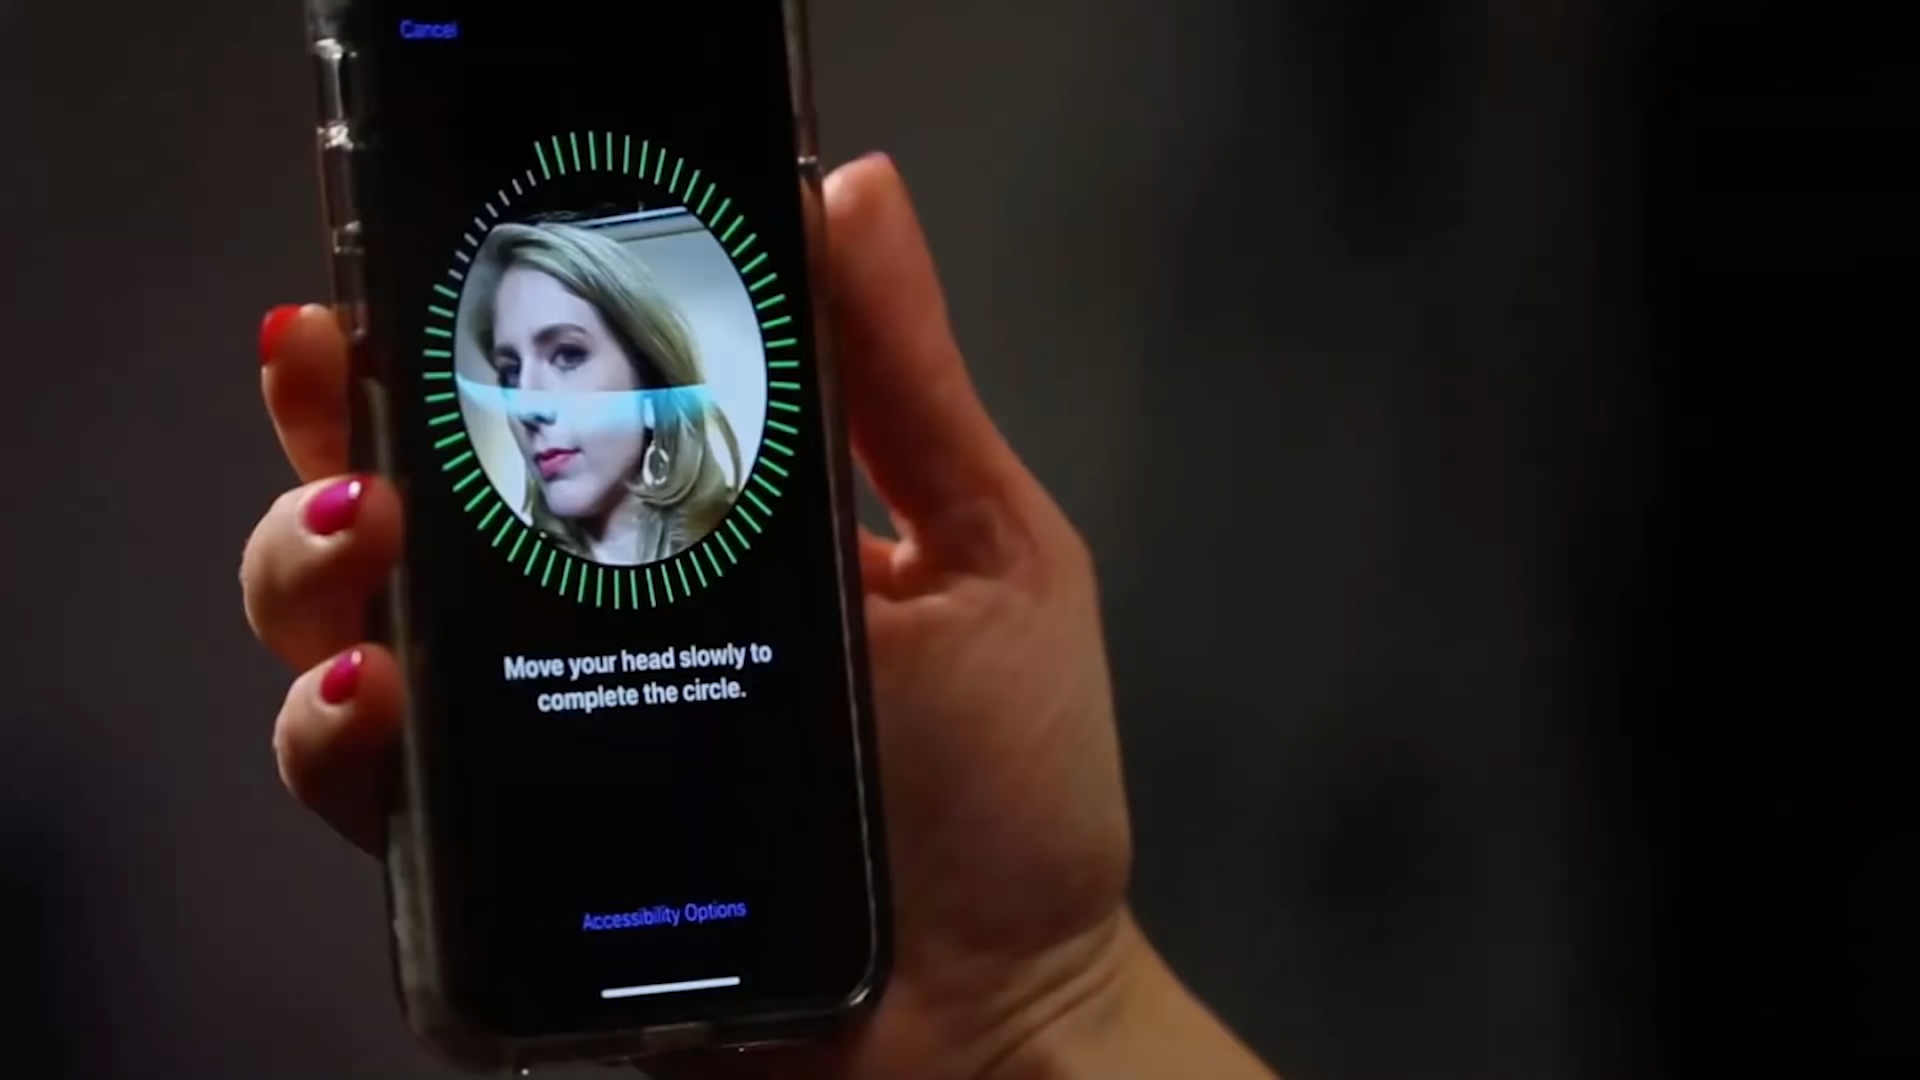 Cancel
Move your head slowly to
complete the circle.
Accessibility Options